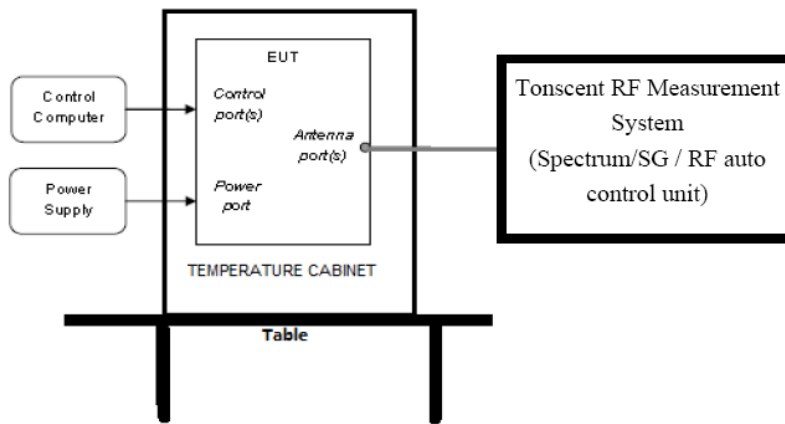 Control
Computer
Power
Supply
EUT
Control
port(s)
Antenna
port(s)
Power
port
TEMPERATURE CABINET
Table
Tonscent RF Measurement
System
(Spectrum/SG / RF auto
control unit)